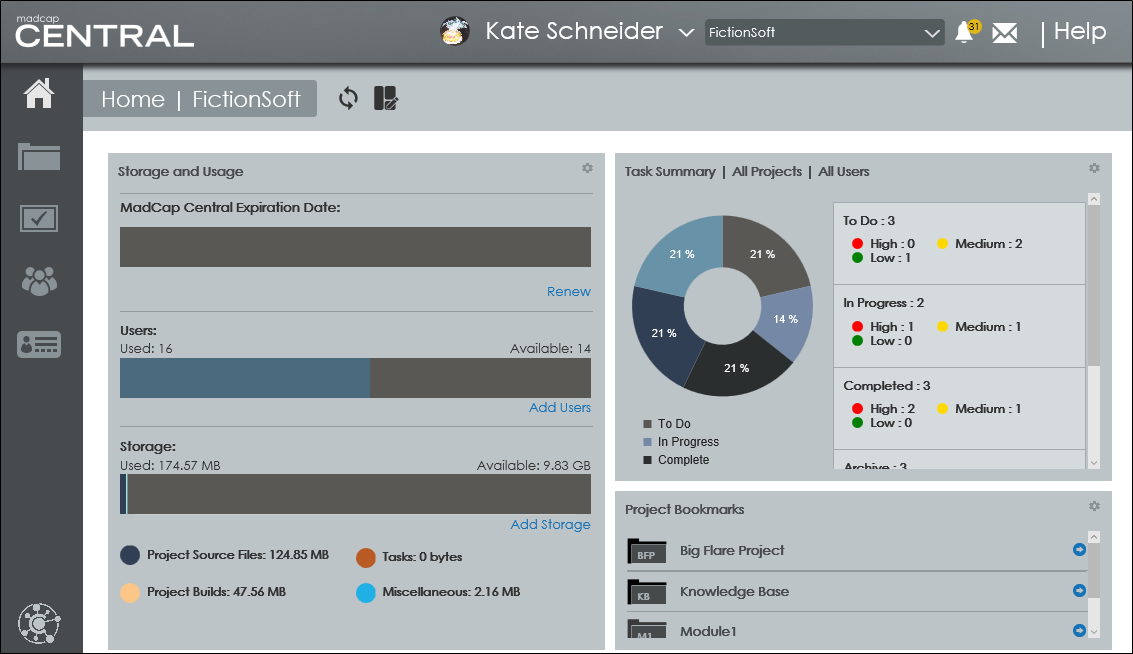 madcap
CENTRAL
Kate Schneider
FictionSoft
31
| Help
Home | FictionSoft
Storage and Usage
MadCap Central Expiration Date:
Renew
Users:
Used: 16 Available: 14
Add Users
Storage:
Used: 174.57 MB Available: 9.83 GB
Add Storage
Project Source Files: 124.85 MB
Tasks: 0 bytes
Project Builds: 47.56 MB
Miscellaneous: 2.16 MB
Task Summary | All Projects | All Users
21 %
21 %
14 %
21 %
21 %
To Do
In Progress
Complete
To Do : 3
High : 0 Medium : 2
Low : 1
In Progress : 2
High : 1 Medium : 1
Low : 0
Completed : 3
High : 2 Medium : 1
Low : 0
Archive : 3
Project Bookmarks
BFP Big Flare Project
KB Knowledge Base
M1 Module1